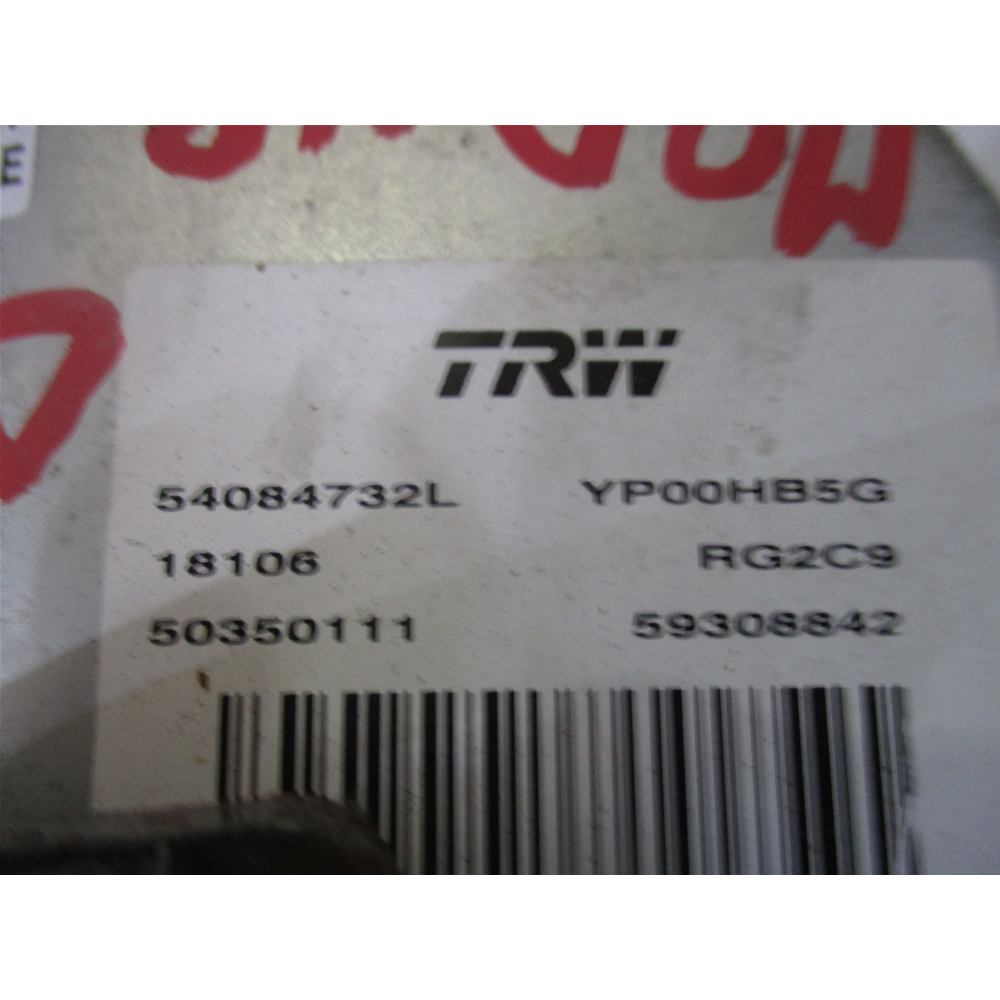 TRW
54084732L YP00HB5G
18106 RG2C9
50350111 59308842